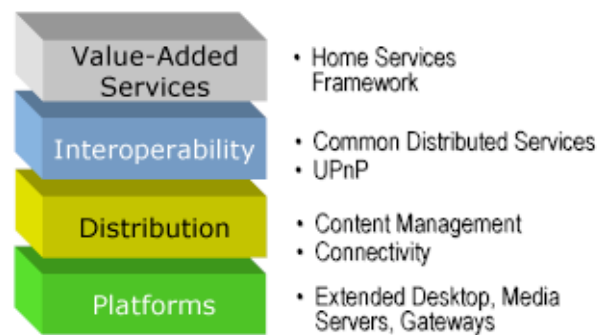 Value-Added
Services
• Home Services
Framework
Interoperability
• Common Distributed Services
• UPnP
Distribution
• Content Management
• Connectivity
Platforms
• Extended Desktop, Media
Servers, Gateways